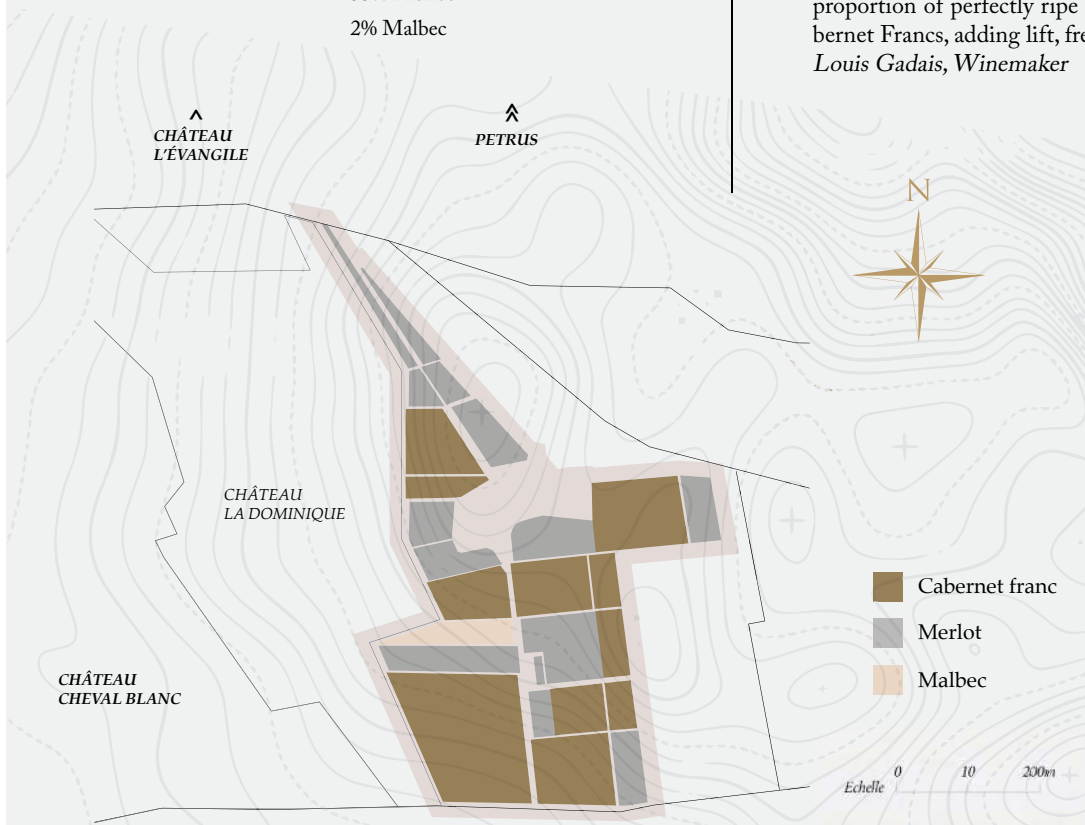 2% Malbec
proportion of perfectly ripe
bernet Francs, adding lift, fre
Louis Gadais, Winemaker
CHÂTEAU
L'ÉVANGILE
PETRUS
N
CHÂTEAU
LA DOMINIQUE
CHÂTEAU
CHEVAL BLANC
Cabernet franc
Merlot
Malbec
0 10 200m
Echelle